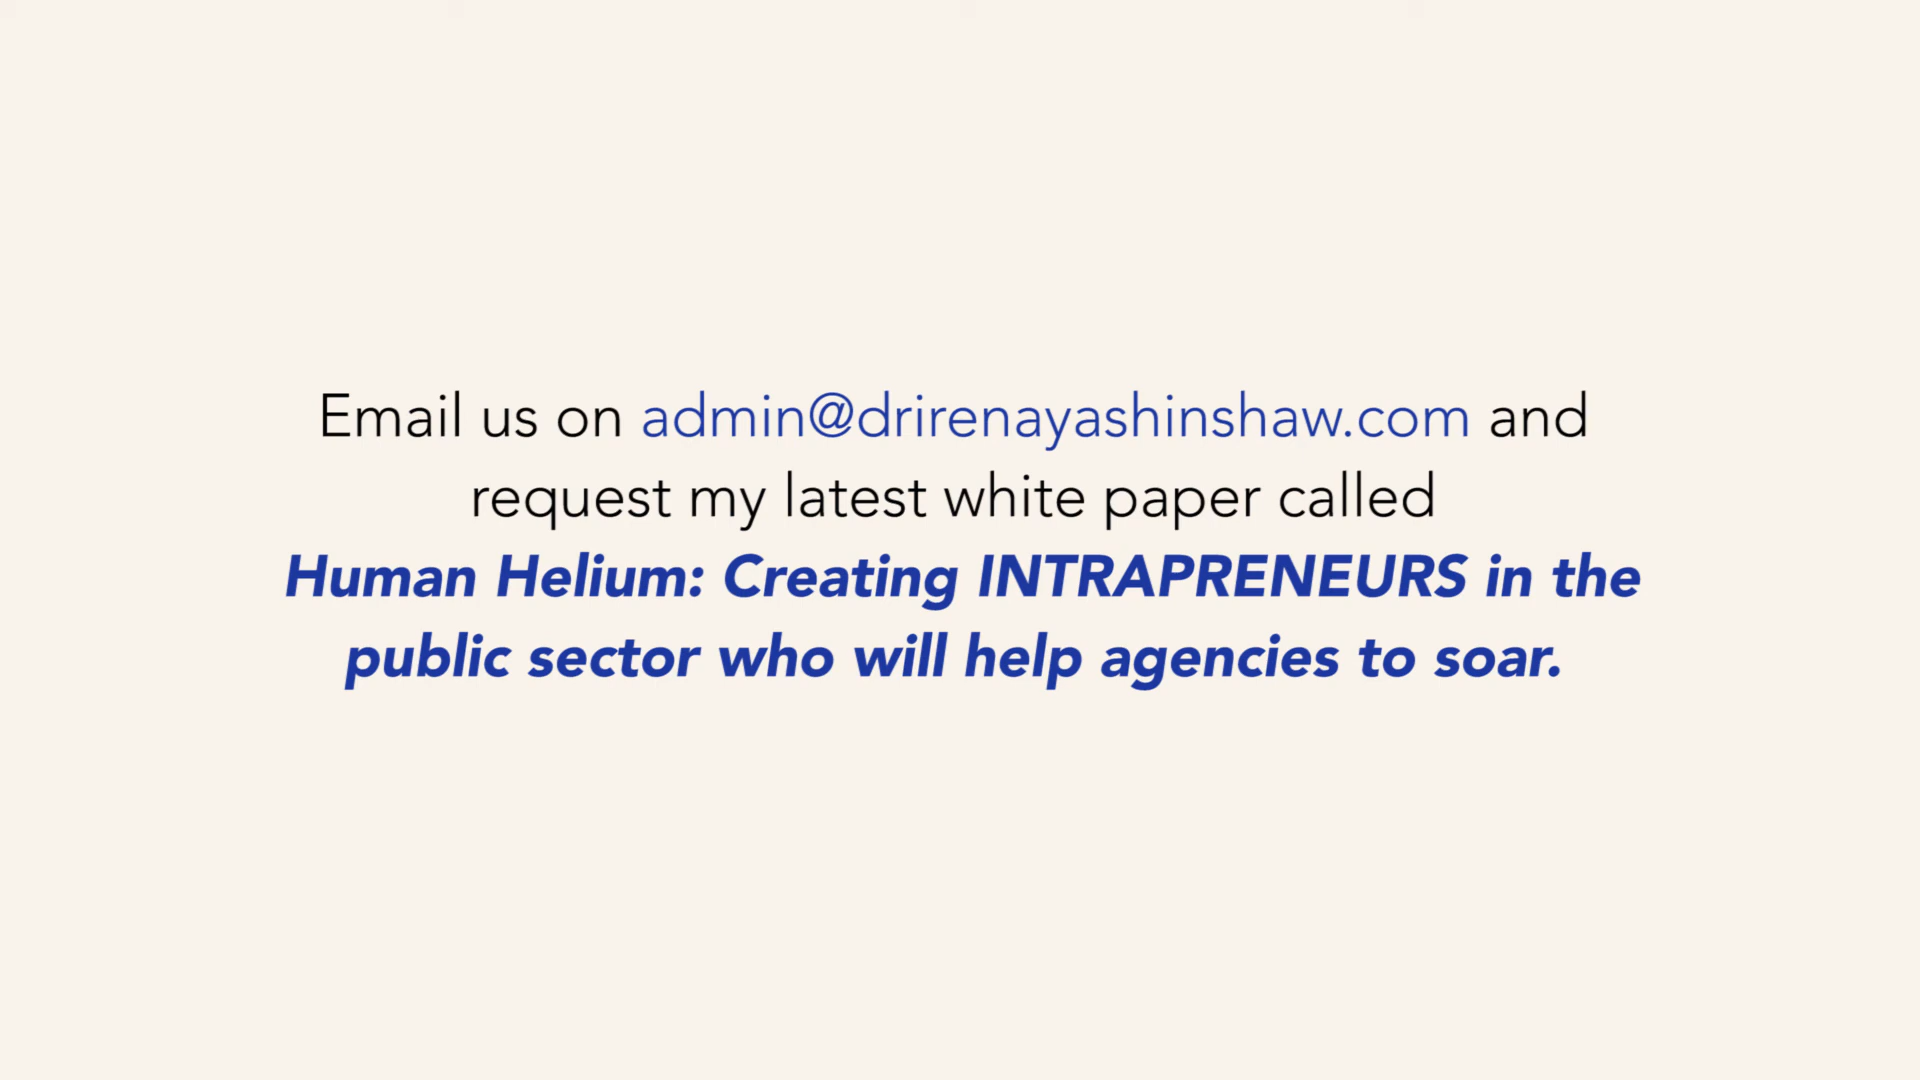 Email us on admin@drirenayashinshaw.com and
request my latest white paper called
Human Helium: Creating INTRAPRENEURS in the
public sector who will help agencies to soar.